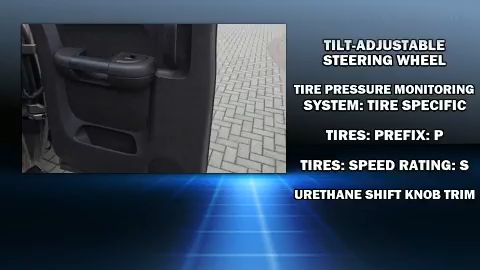 TILT-ADJUSTABLE
STEERING WHEEL
TIRE PRESSURE MONITORING
SYSTEM: TIRE SPECIFIC
TIRES: PREFIX: P
TIRES: SPEED RATING: S
URETHANE SHIFT KNOB TRIM